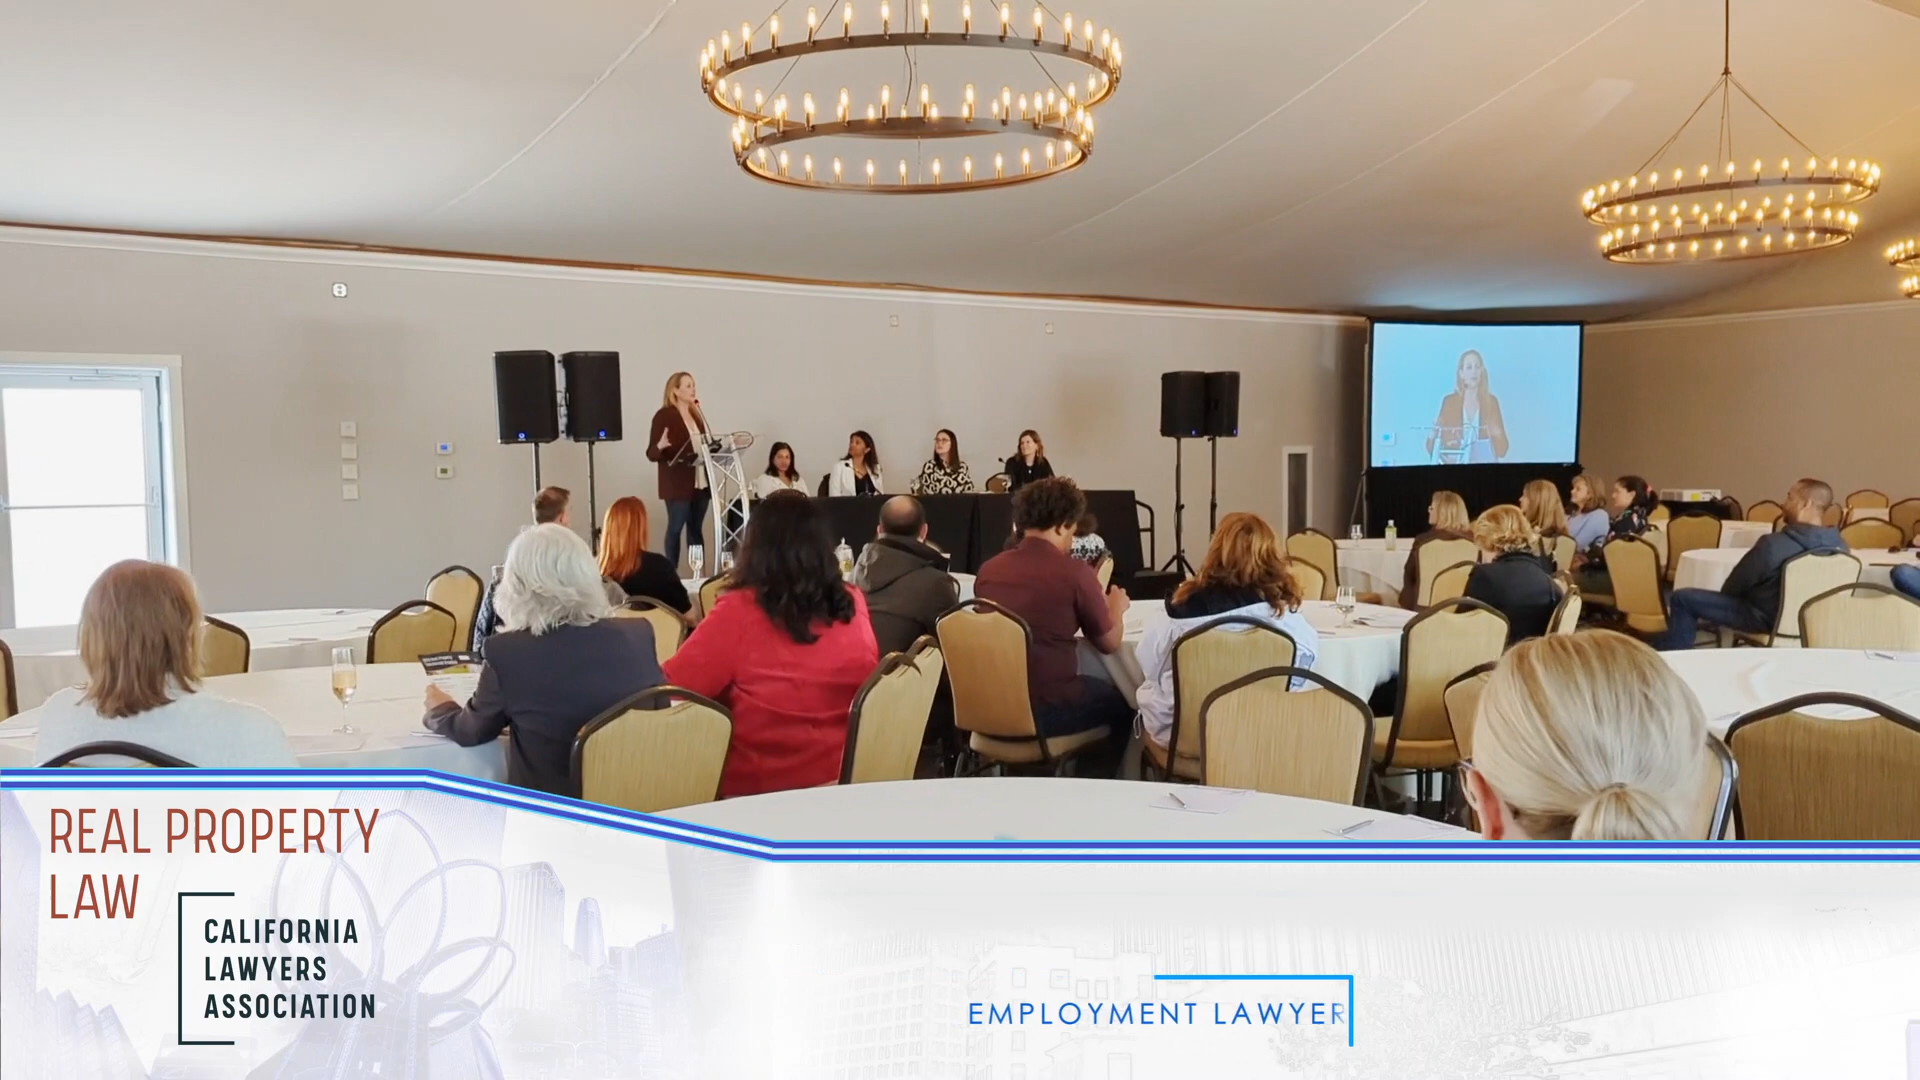 REAL PROPERTY
LAW
CALIFORNIA
LAWYERS
ASSOCIATION
EMPLOYMENT LAWYER